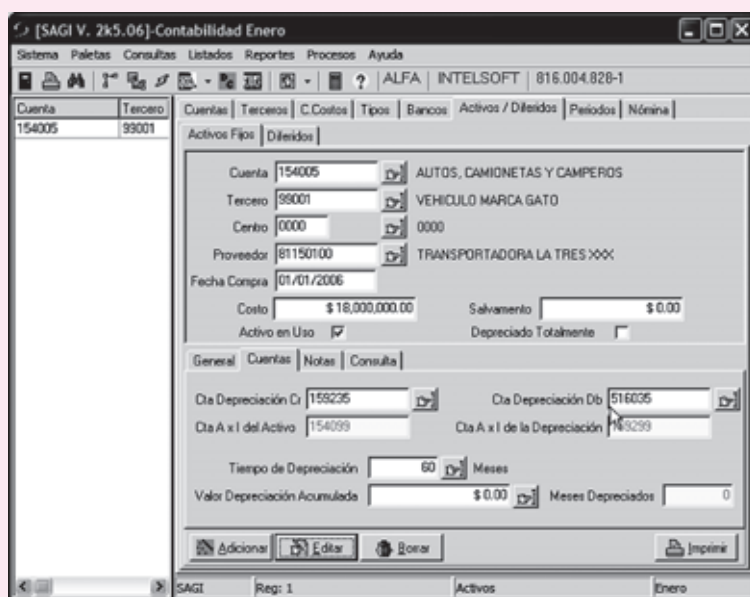 [SAGI V. 2k5.06]-Contabilidad Enero
Sistema Paletas Consultas Listados Reportes Procesos Ayuda
ALFA INTELSOFT 816.004.828-1
Cuenta Tercero
154005 99001
Cuentas Terceros C.Costos Tipos Bancos Activos / Diferidos Periodos Nómina
Activos Fijos Diferidos
Cuenta 154005 AUTOS, CAMIONETAS Y CAMPEROS
Tercero 99001 VEHICULO MARCA GATO
Centro 0000 0000
Proveedor 81150100 TRANSPORTADORA LA TRES XXX
Fecha Compra 01/01/2006
Costo $ 18,000,000.00 Salvamento $ 0.00
Activo en Uso Depreciado Totalmente
General Cuentas Notas Consulta
Cta Depreciación Cr 159235 Cta Depreciación Db 516035
Cta A x I del Activo 154099 Cta A x I de la Depreciación
Tiempo de Depreciación 60 Meses
Valor Depreciación Acumulada $ 0.00 Meses Depreciados 0
Adicionar Editar Borrar Imprimir
SAGI Reg: 1 Activos Enero